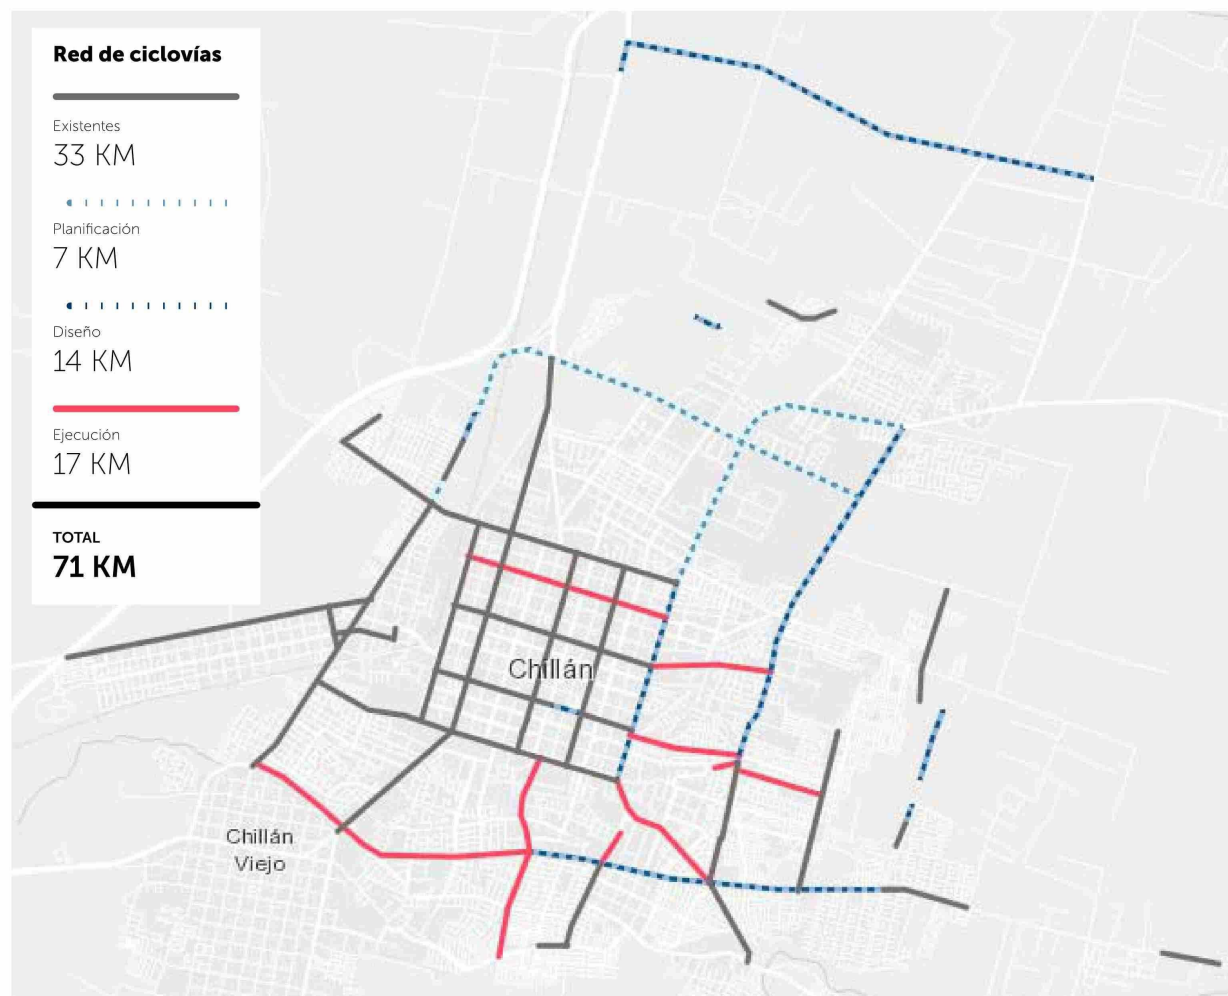 Red de ciclovías
Existentes
33 KM
Planificación
7 KM
Diseño
14 KM
Ejecución
17 KM
TOTAL
71 KM
Chillán
Chillán
Viejo